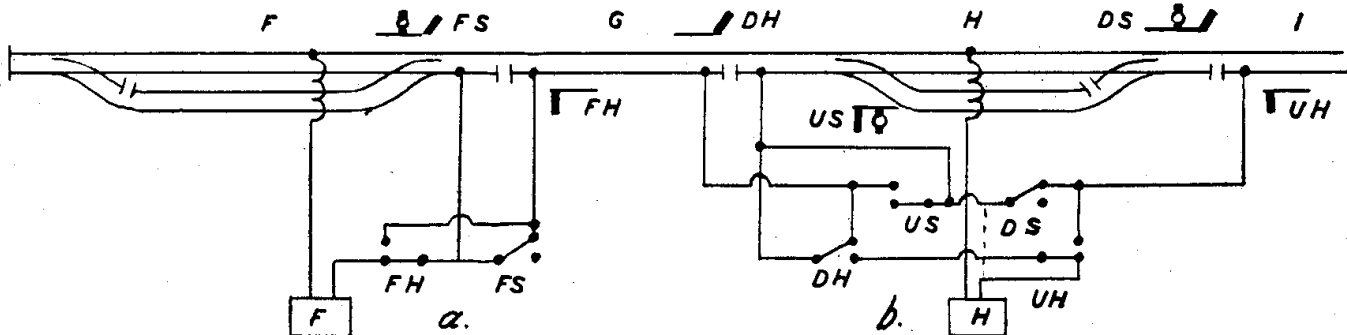 F FS G DH H DS I
FH UH
US
US DS
FH FS DH UH
F a. b. H